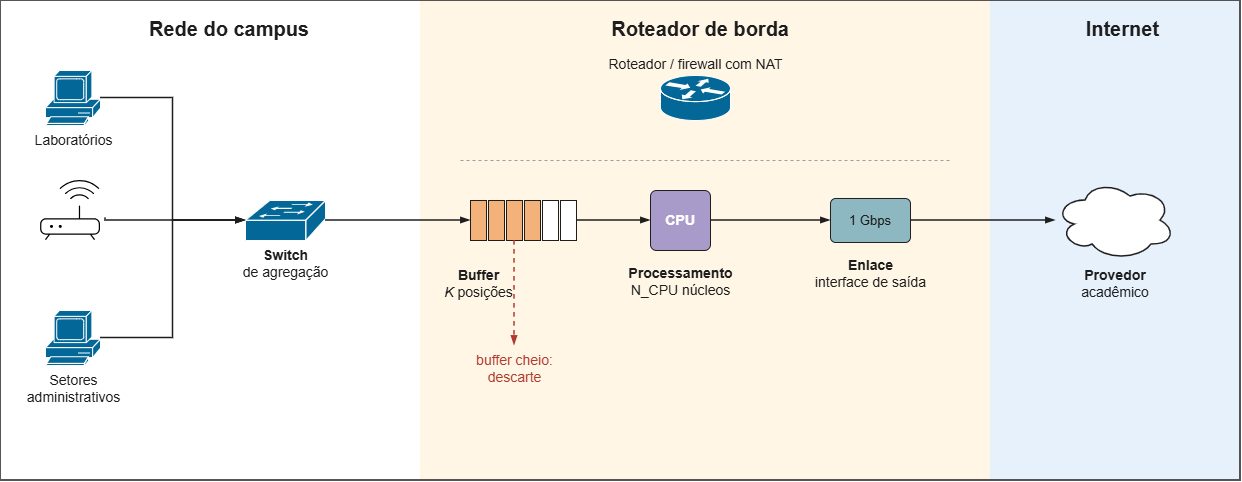 Rede do campus
Roteador de borda
Internet
Roteador / firewall com NAT
Laboratórios
Switch
de agregação
Setores
administrativos
Buffer
K posições
buffer cheio:
descarte
CPU
Processamento
N_CPU núcleos
1 Gbps
Enlace
interface de saída
Provedor
acadêmico